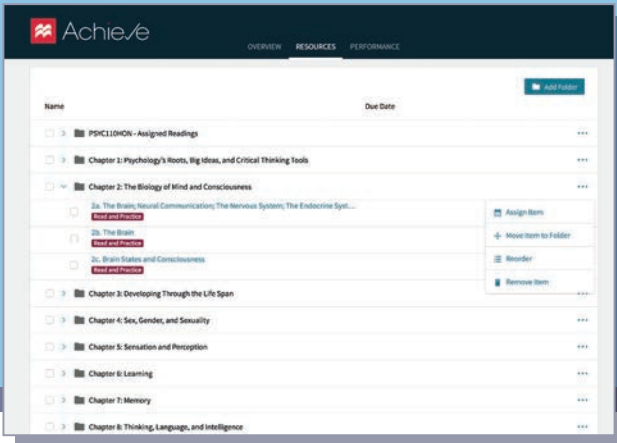 Achieve
OVERVIEW RESOURCES PERFORMANCE
Add Folder
Name Due Date
PSYC110HON - Assigned Readings
Chapter 1: Psychology's Roots, Big Ideas, and Critical Thinking Tools
Chapter 2: The Biology of Mind and Consciousness
2a. The Brain; Neural Communication; The Nervous System; The Endocrine Syst...
Read and Practice
Assign Item
2b. The Brain
Read and Practice
Move Item to Folder
2c. Brain States and Consciousness
Read and Practice
Reorder
Remove Item
Chapter 3: Developing Through the Life Span
Chapter 4: Sex, Gender, and Sexuality
Chapter 5: Sensation and Perception
Chapter 6: Learning
Chapter 7: Memory
Chapter 8: Thinking, Language, and Intelligence